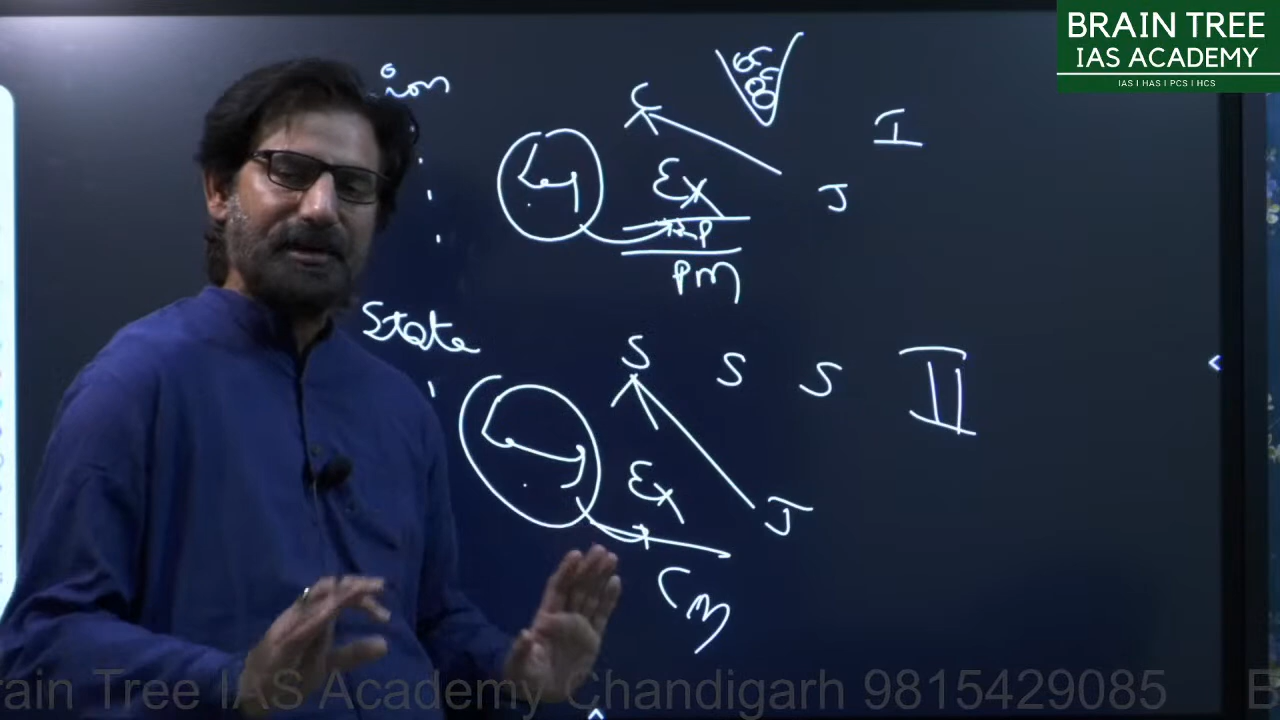 BRAIN TREE
IAS ACADEMY
IAS I HAS I PCS I HCS
ion
C
I
Ex
J
PM
State
S S S II
Ex
J
CM
rain Tree IAS Academy Chandigarh 9815429085 B